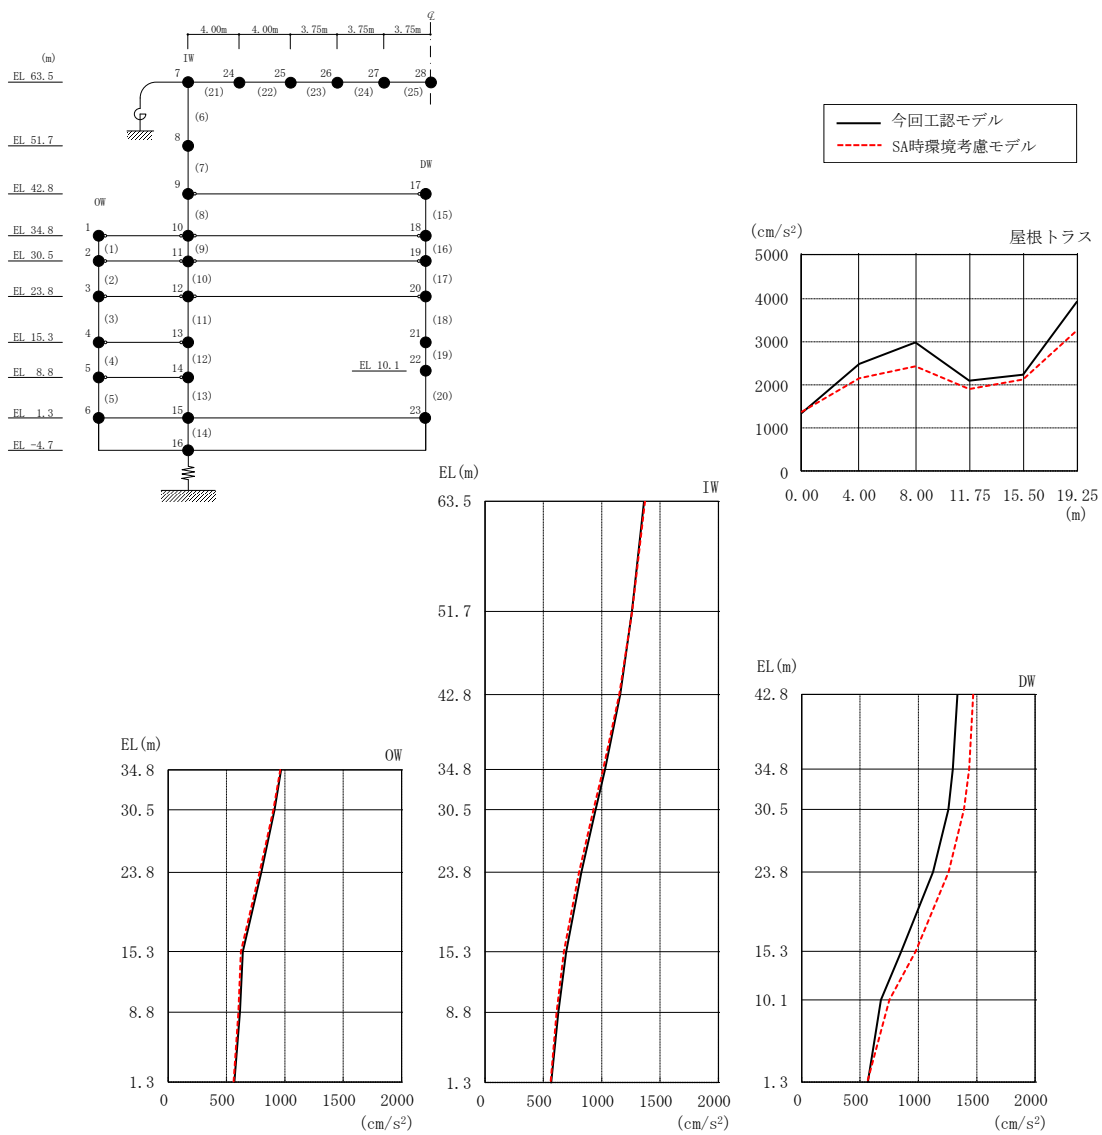 ℄
4.00m 4.00m 3.75m 3.75m 3.75m
(m)
IW
EL 63.5
7 24 25 26 27 28
(21) (22) (23) (24) (25)
(6)
EL 51.7
8
(7)
DW
EL 42.8
9 17
OW
(8) (15)
EL 34.8
1 10 18
(1) (9) (16)
EL 30.5
2 11 19
(2) (10) (17)
EL 23.8
3 12 20
(3) (11) (18)
EL 15.3
4 13 21
(4) (12) (19)
EL 10.1
22
EL 8.8
5 14
(5) (13) (20)
EL 1.3
6 15 23
(14)
EL -4.7
16
今回工認モデル
SA時環境考慮モデル
(cm/s²)
屋根トラス
5000
4000
3000
2000
1000
0
0.00 4.00 8.00 11.75 15.50 19.25
(m)
EL(m)
IW
63.5
51.7
42.8
34.8
30.5
23.8
15.3
8.8
1.3
0 500 1000 1500 2000
(cm/s²)
EL(m)
OW
34.8
30.5
23.8
15.3
8.8
1.3
0 500 1000 1500 2000
(cm/s²)
EL(m)
DW
42.8
34.8
30.5
23.8
15.3
10.1
1.3
0 500 1000 1500 2000
(cm/s²)